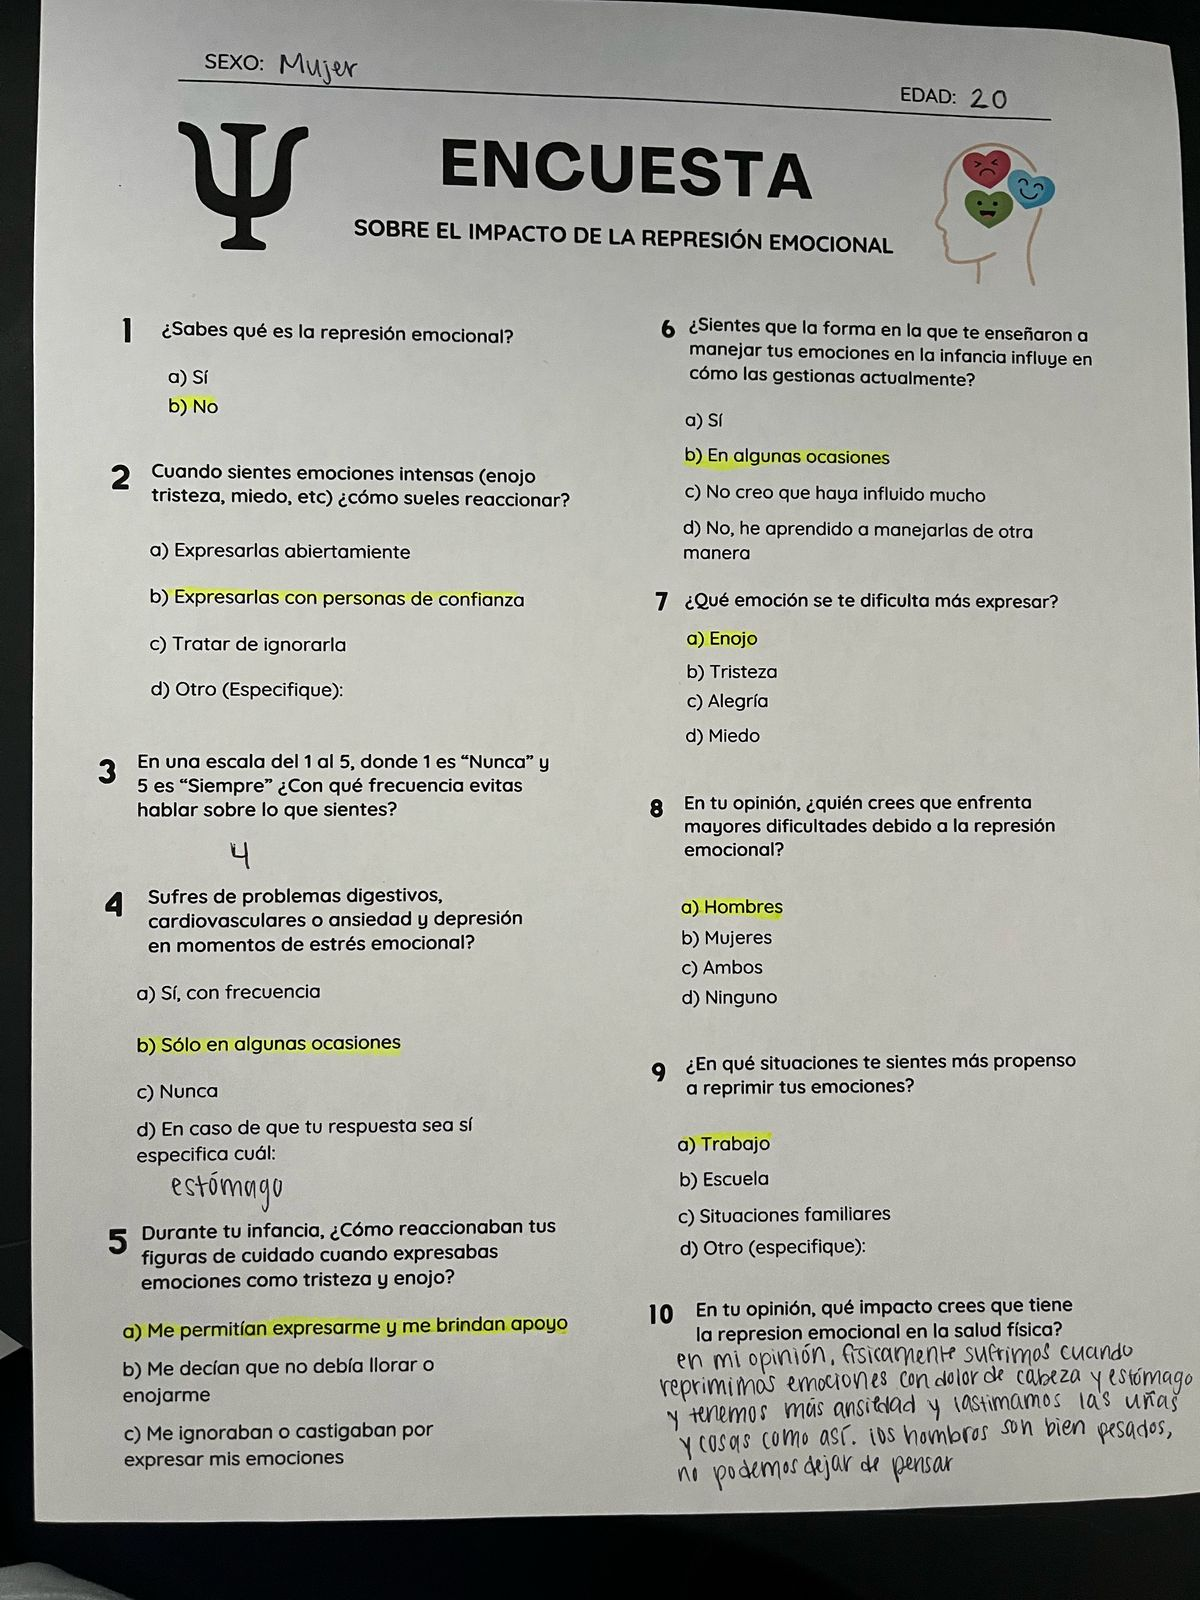 SEXO: Mujer
EDAD: 20
ENCUESTA
SOBRE EL IMPACTO DE LA REPRESIÓN EMOCIONAL
1 ¿Sabes qué es la represión emocional?
a) Sí
b) No
2 Cuando sientes emociones intensas (enojo
tristeza, miedo, etc) ¿cómo sueles reaccionar?
a) Expresarlas abiertamiente
b) Expresarlas con personas de confianza
c) Tratar de ignorarla
d) Otro (Especifique):
3 En una escala del 1 al 5, donde 1 es “Nunca” y
5 es “Siempre” ¿Con qué frecuencia evitas
hablar sobre lo que sientes?
4
4 Sufres de problemas digestivos,
cardiovasculares o ansiedad y depresión
en momentos de estrés emocional?
a) Sí, con frecuencia
b) Sólo en algunas ocasiones
c) Nunca
d) En caso de que tu respuesta sea sí
especifica cuál:
estómago
5 Durante tu infancia, ¿Cómo reaccionaban tus
figuras de cuidado cuando expresabas
emociones como tristeza y enojo?
a) Me permitían expresarme y me brindan apoyo
b) Me decían que no debía llorar o
enojarme
c) Me ignoraban o castigaban por
expresar mis emociones
6 ¿Sientes que la forma en la que te enseñaron a
manejar tus emociones en la infancia influye en
cómo las gestionas actualmente?
a) Sí
b) En algunas ocasiones
c) No creo que haya influido mucho
d) No, he aprendido a manejarlas de otra
manera
7 ¿Qué emoción se te dificulta más expresar?
a) Enojo
b) Tristeza
c) Alegría
d) Miedo
8 En tu opinión, ¿quién crees que enfrenta
mayores dificultades debido a la represión
emocional?
a) Hombres
b) Mujeres
c) Ambos
d) Ninguno
9 ¿En qué situaciones te sientes más propenso
a reprimir tus emociones?
a) Trabajo
b) Escuela
c) Situaciones familiares
d) Otro (especifique):
10 En tu opinión, qué impacto crees que tiene
la represion emocional en la salud física?
en mi opinión, físicamente sufrimos cuando
reprimimos emociones con dolor de cabeza y estómago
y tenemos más ansiedad y lastimamos las uñas
y cosas como así. los hombros son bien pesados,
no podemos dejar de pensar